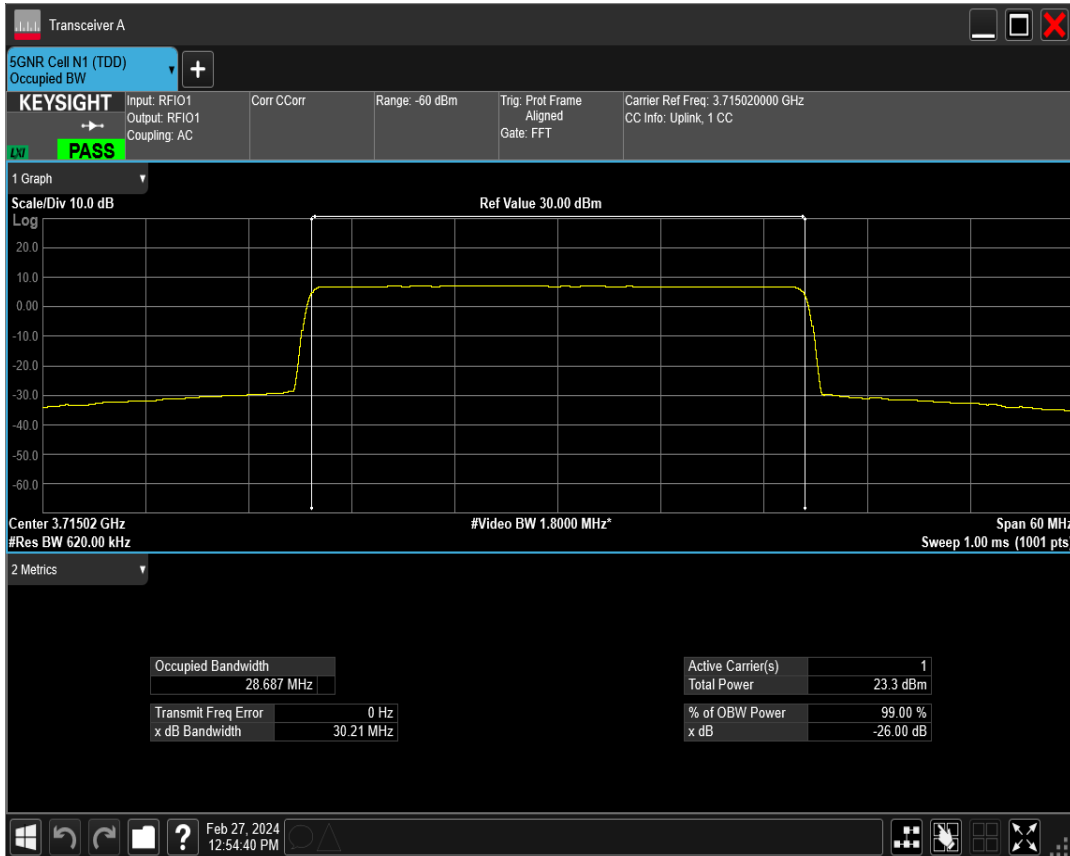 Transceiver A
5GNR Cell N1 (TDD)
Occupied BW
+
KEYSIGHT
LXI
PASS
Input: RFIO1
Output: RFIO1
Coupling: AC
Corr CCorr
Range: -60 dBm
Trig: Prot Frame
Aligned
Gate: FFT
Carrier Ref Freq: 3.715020000 GHz
CC Info: Uplink, 1 CC
1 Graph
Scale/Div 10.0 dB
Ref Value 30.00 dBm
Log
20.0
10.0
0.00
-10.0
-20.0
-30.0
-40.0
-50.0
-60.0
Center 3.71502 GHz
#Video BW 1.8000 MHz*
Span 60 MHz
#Res BW 620.00 kHz
Sweep 1.00 ms (1001 pts)
2 Metrics
Occupied Bandwidth
28.687 MHz
Transmit Freq Error 0 Hz
x dB Bandwidth 30.21 MHz
Active Carrier(s) 1
Total Power 23.3 dBm
% of OBW Power 99.00 %
x dB -26.00 dB
?
Feb 27, 2024
12:54:40 PM